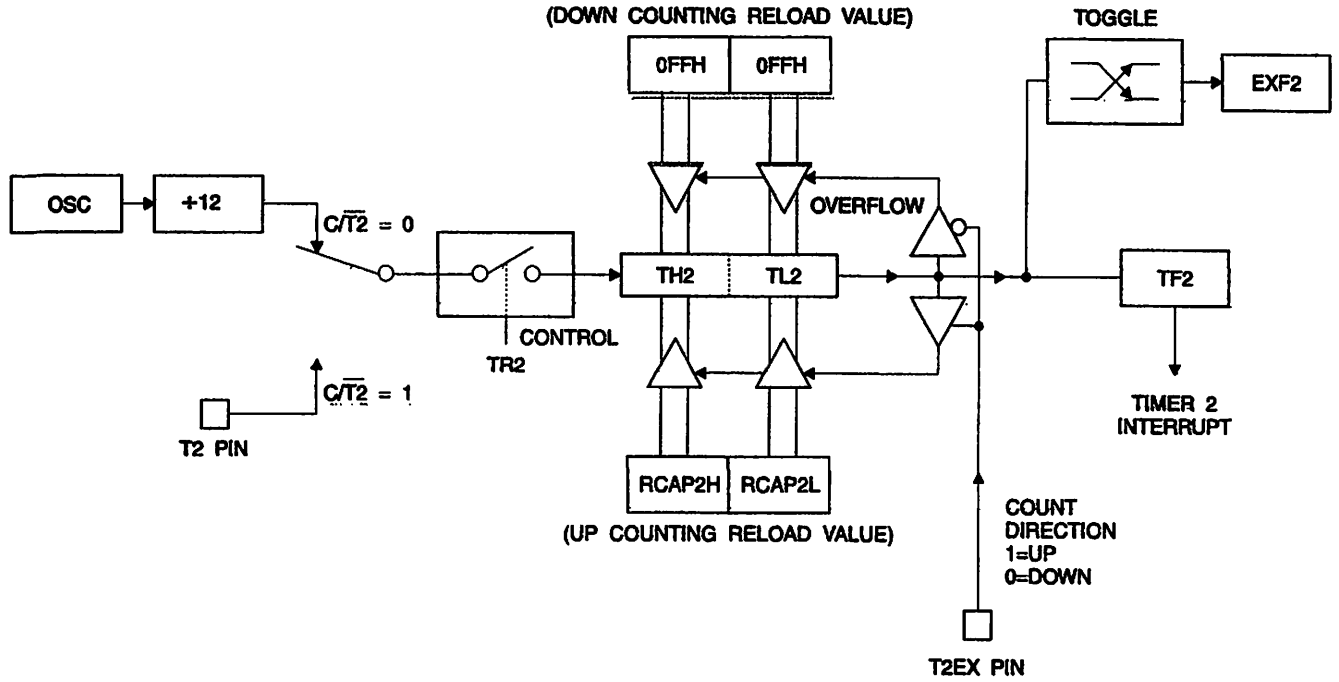 (DOWN COUNTING RELOAD VALUE)
TOGGLE
0FFH
0FFH
EXF2
OSC
+12
C/T2 = 0
OVERFLOW
TH2
TL2
TF2
CONTROL
TR2
C/T2 = 1
T2 PIN
TIMER 2
INTERRUPT
RCAP2H
RCAP2L
(UP COUNTING RELOAD VALUE)
COUNT
DIRECTION
1=UP
0=DOWN
T2EX PIN